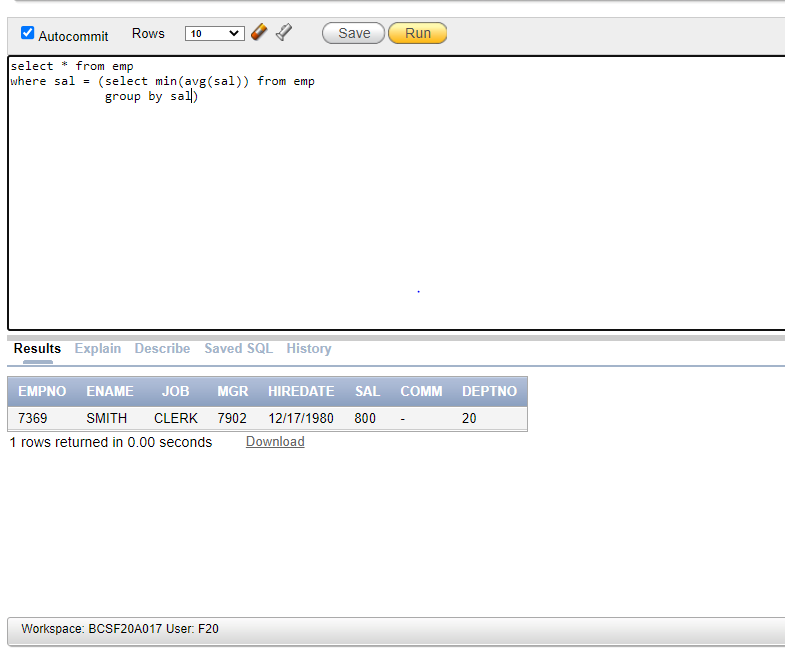 Autocommit Rows 10 Save Run
select * from emp
where sal = (select min(avg(sal)) from emp
group by sal)
Results Explain Describe Saved SQL History
EMPNO ENAME JOB MGR HIREDATE SAL COMM DEPTNO
7369 SMITH CLERK 7902 12/17/1980 800 - 20
1 rows returned in 0.00 seconds Download
Workspace: BCSF20A017 User: F20